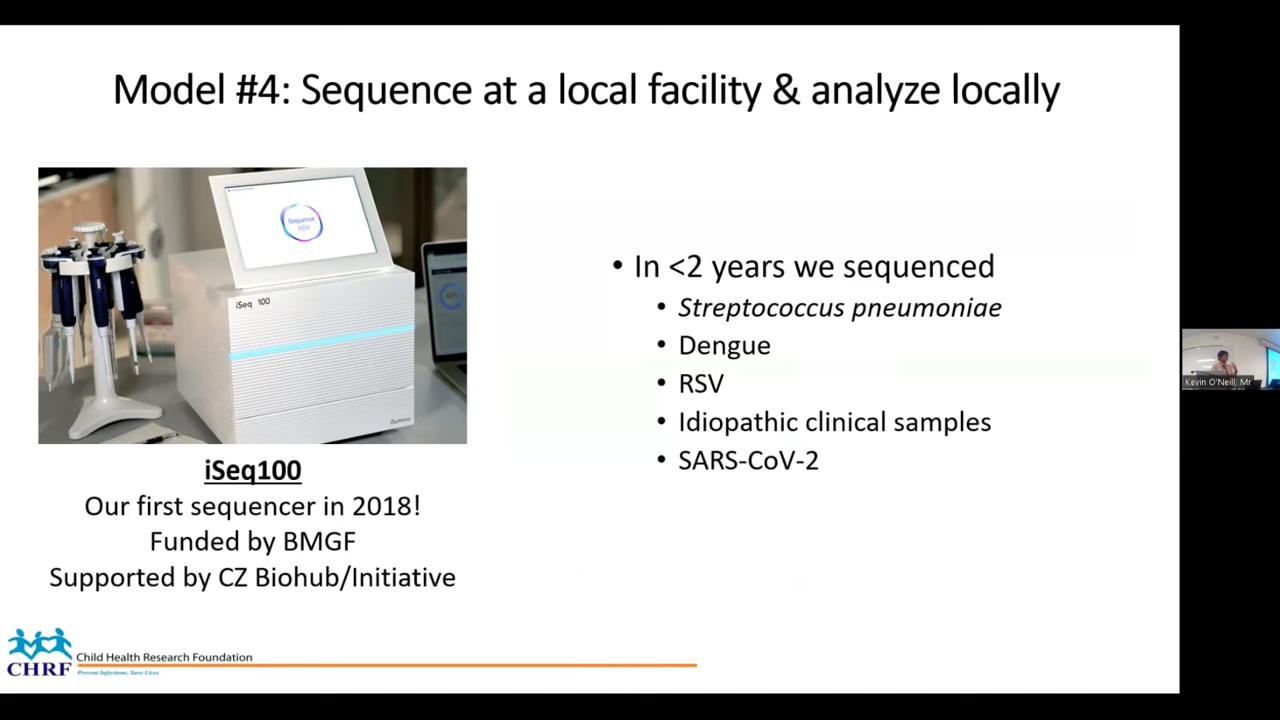 Model #4: Sequence at a local facility & analyze locally
Sequence
iSeq 100
illumina
iSeq100
Our first sequencer in 2018!
Funded by BMGF
Supported by CZ Biohub/Initiative
• In <2 years we sequenced
• Streptococcus pneumoniae
• Dengue
• RSV
• Idiopathic clinical samples
• SARS-CoV-2
Kevin O'Neill, Mr
CHRF
Child Health Research Foundation
Prevent Infections, Save Lives